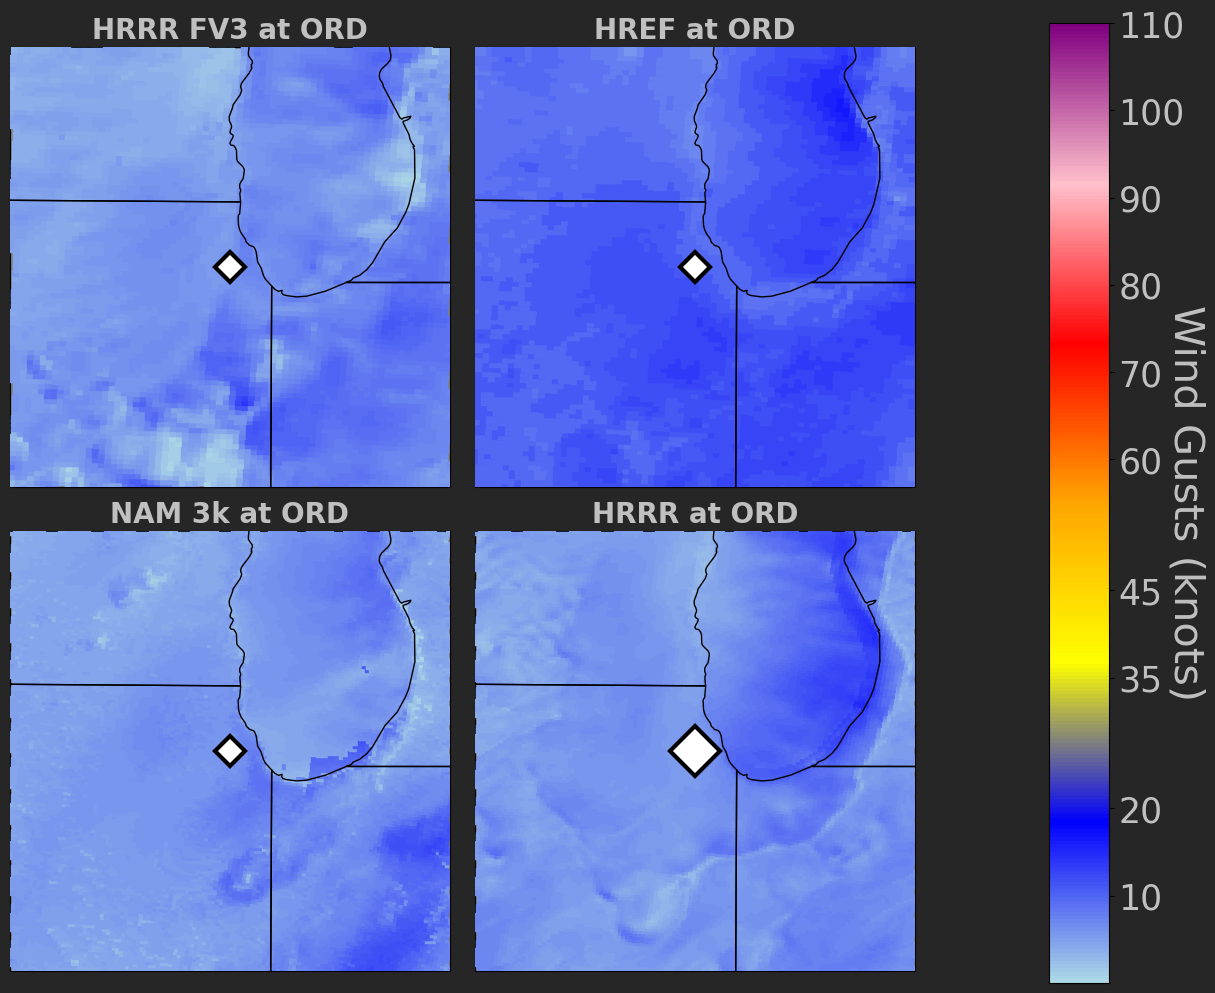 HRRR FV3 at ORD
HREF at ORD
NAM 3k at ORD
HRRR at ORD
110
100
90
80
70
60
45
35
20
10
Wind Gusts (knots)